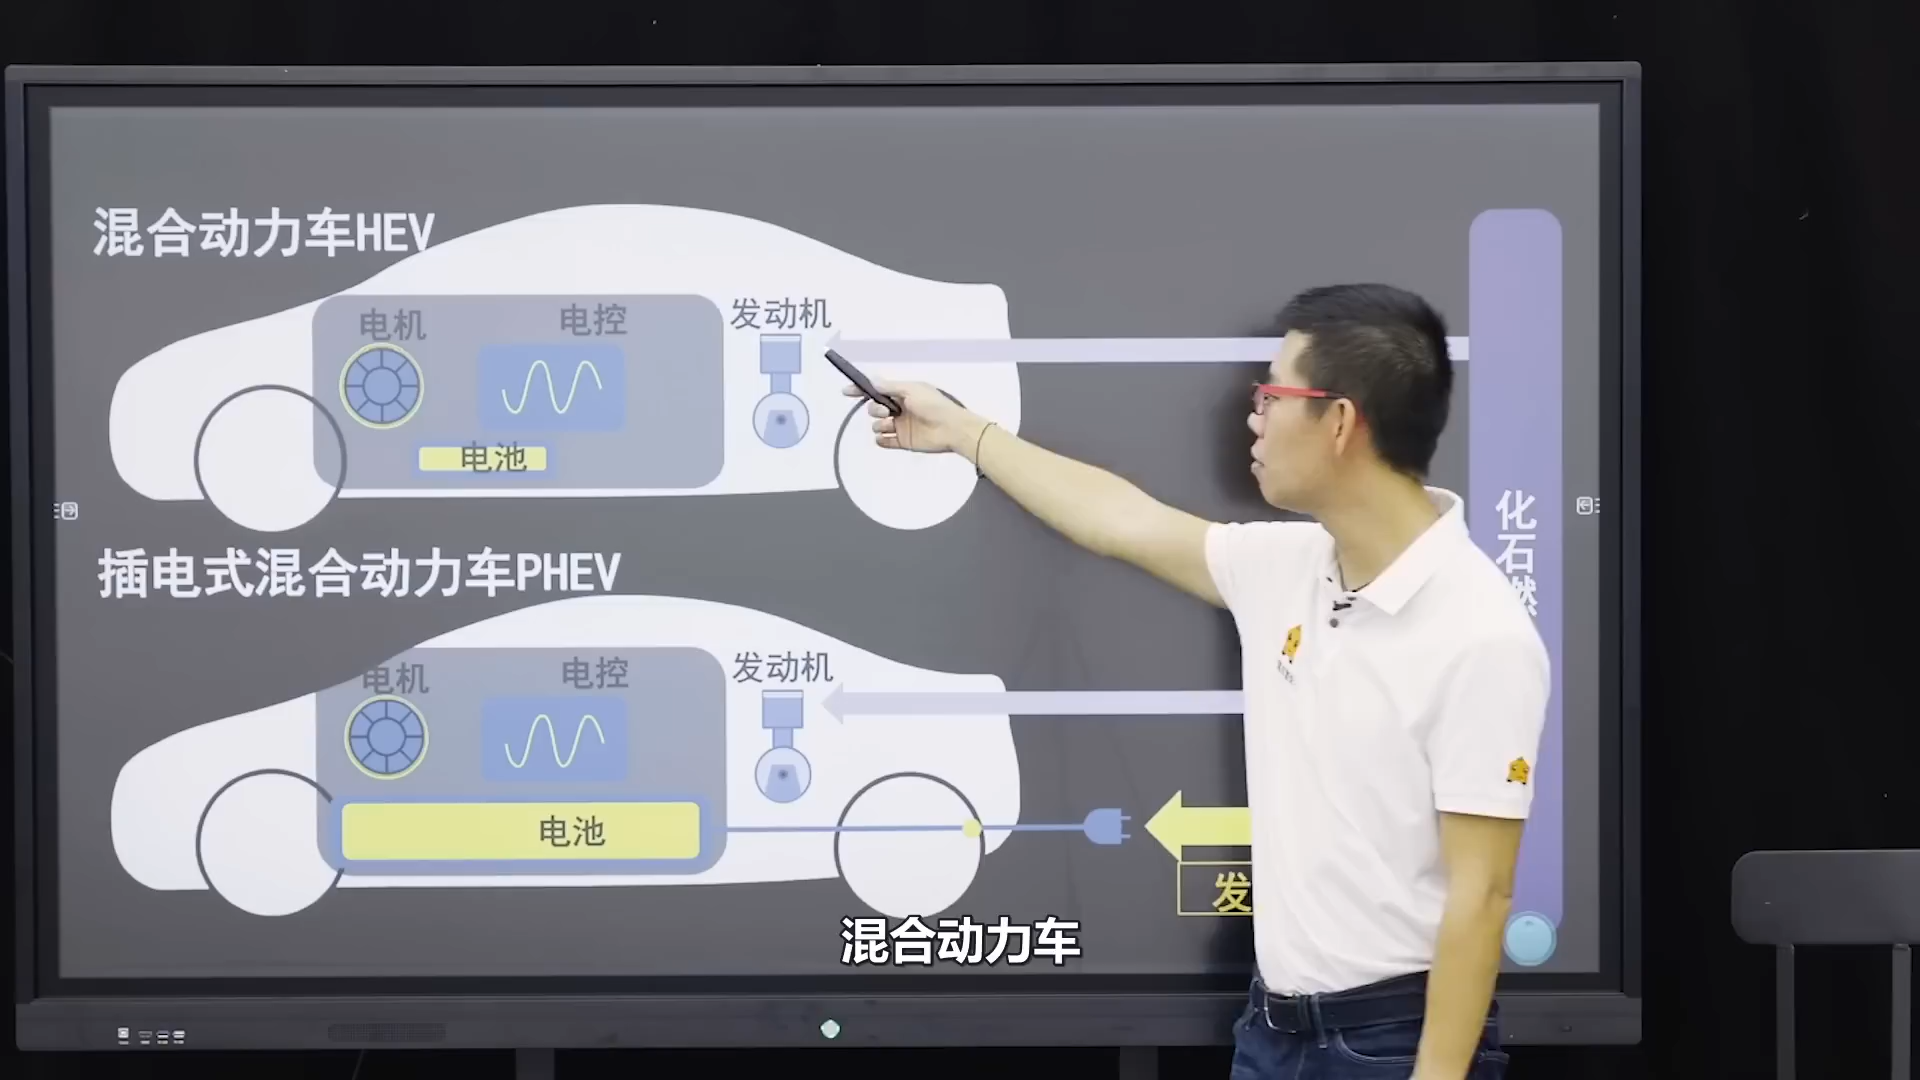 混合动力车HEV
电机
电控
发动机
电池
化石燃
插电式混合动力车PHEV
电机
电控
发动机
电池
发
混合动力车